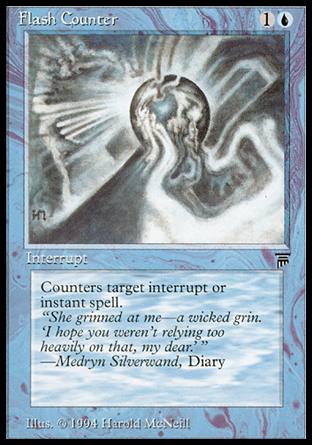 Flash Counter 1
HM
Interrupt
Counters target interrupt or
instant spell.
“She grinned at me—a wicked grin.
‘I hope you weren’t relying too
heavily on that, my dear.’ ”
—Medryn Silverwand, Diary
Illus. © 1994 Harold McNeill